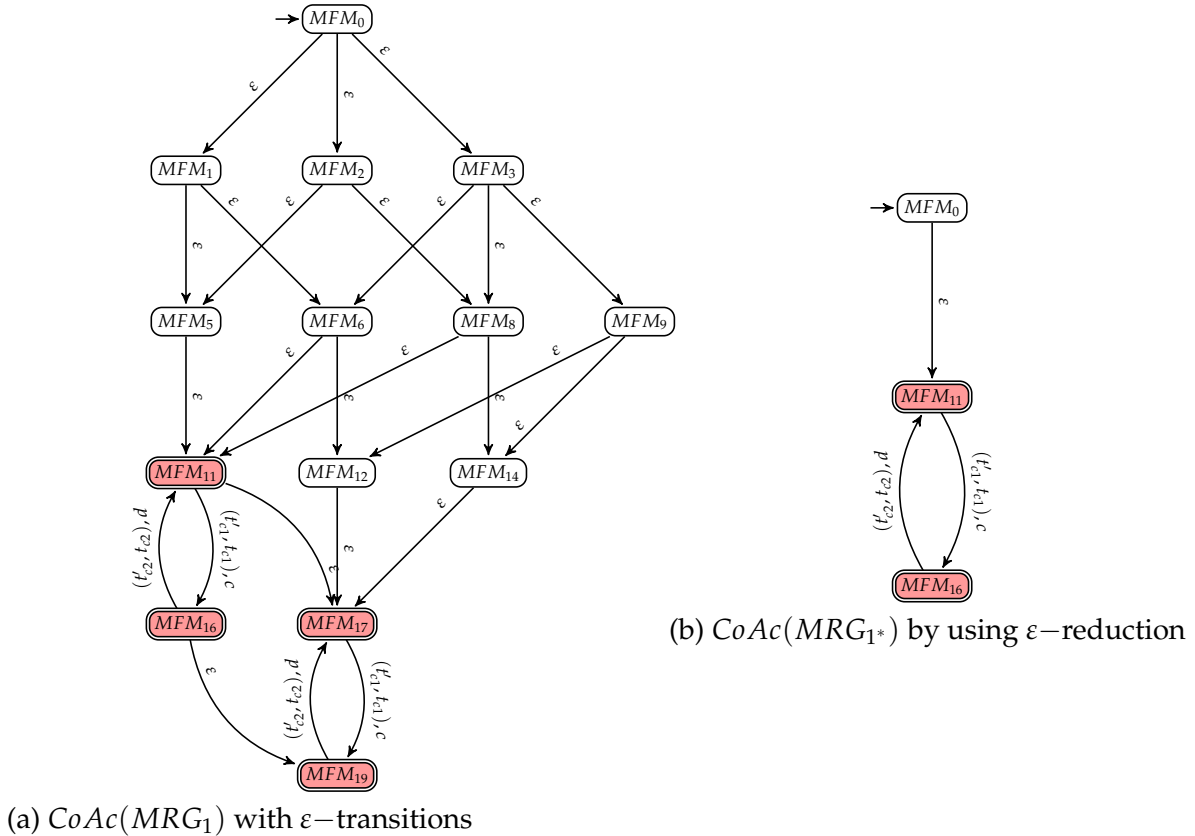 MFM₀
ε
ε
ε
MFM₁
MFM₂
MFM₃
ε
ε
ε
ε
ε
ε
ε
MFM₅
MFM₆
MFM₈
MFM₉
ε
ε
ε
ε
ε
ε
ε
MFM₁₁
MFM₁₂
MFM₁₄
(t′c2, tc2), d
(t′c1, tc1), c
ε
ε
ε
MFM₁₆
MFM₁₇
ε
(t′c2, tc2), d
(t′c1, tc1), c
MFM₁₉
(a) CoAc(MRG₁) with ε−transitions
MFM₀
ε
MFM₁₁
(t′c2, tc2), d
(t′c1, tc1), c
MFM₁₆
(b) CoAc(MRG₁*) by using ε−reduction